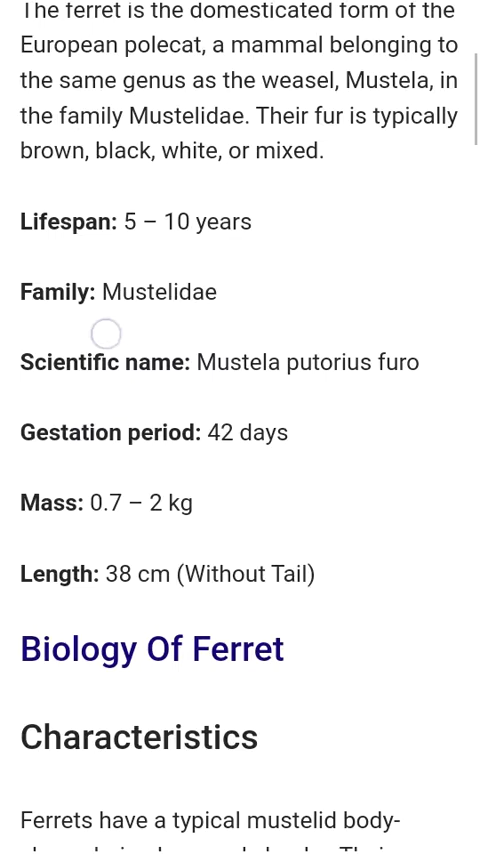 The ferret is the domesticated form of the
European polecat, a mammal belonging to
the same genus as the weasel, Mustela, in
the family Mustelidae. Their fur is typically
brown, black, white, or mixed.
Lifespan: 5 – 10 years
Family: Mustelidae
Scientific name: Mustela putorius furo
Gestation period: 42 days
Mass: 0.7 – 2 kg
Length: 38 cm (Without Tail)
Biology Of Ferret
Characteristics
Ferrets have a typical mustelid body-